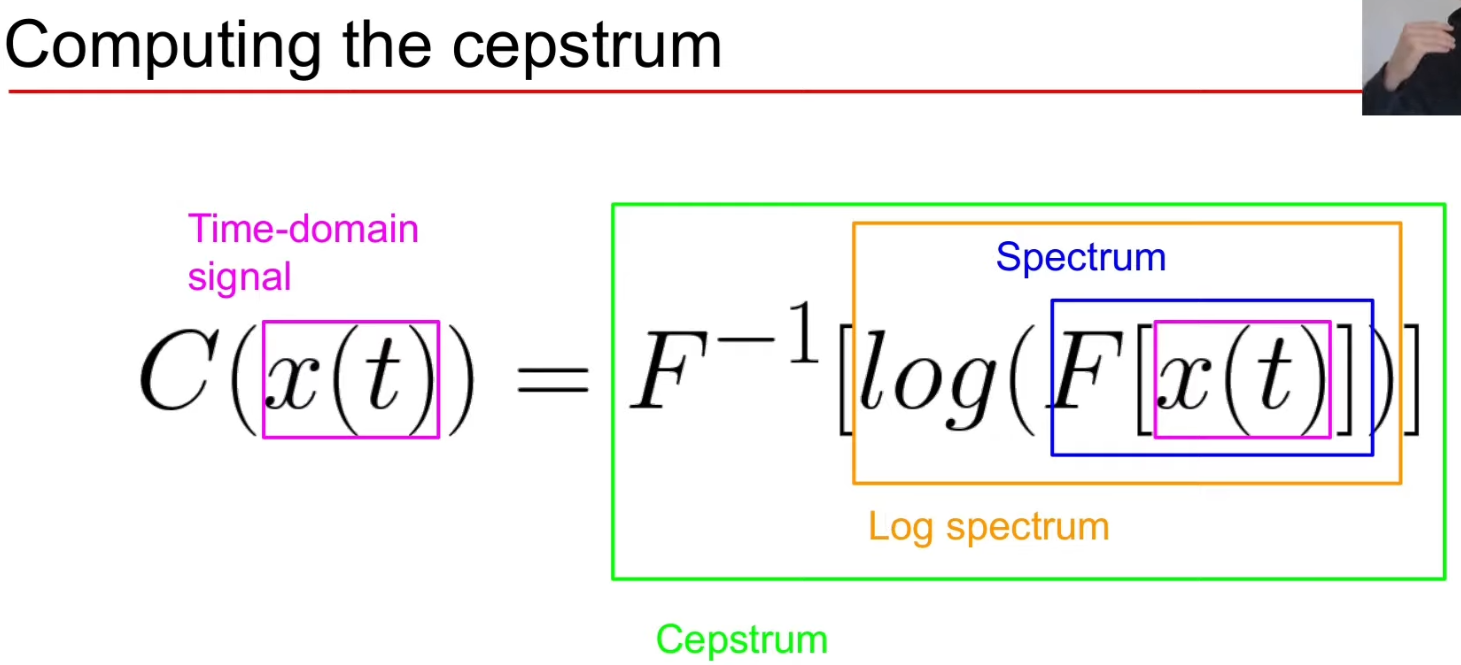 Computing the cepstrum
Time-domain
signal
Spectrum
C(x(t)) = F⁻¹[log(F[x(t)])]
Log spectrum
Cepstrum